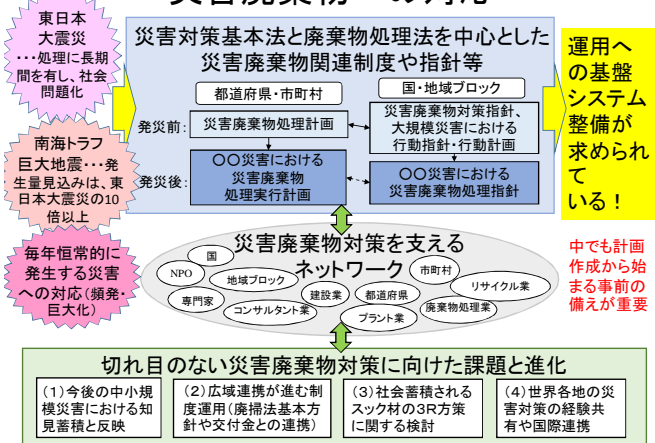 東日本
大震災
･･･処理に長期
間を有し、社会
問題化
南海トラフ
巨大地震･･･発
生量見込みは、東
日本大震災の10
倍以上
毎年恒常的に
発生する災害
への対応(頻発・
巨大化)
災害対策基本法と廃棄物処理法を中心とした
災害廃棄物関連制度や指針等
都道府県・市町村
国・地域ブロック
発災前:
災害廃棄物処理計画
災害廃棄物対策指針、
大規模災害における
行動指針・行動計画
発災後:
〇〇災害における
災害廃棄物
処理実行計画
〇〇災害における
災害廃棄物処理指針
運用へ
の基盤
システム
整備が
求められ
て
いる！
災害廃棄物対策を支える
ネットワーク
国
NPO
地域ブロック
専門家
コンサルタント業
建設業
都道府県
プラント業
市町村
廃棄物処理業
リサイクル業
中でも計画
作成から始
まる事前の
備えが重要
切れ目のない災害廃棄物対策に向けた課題と進化
(1)今後の中小規
模災害における知
見蓄積と反映
(2)広域連携が進む制
度運用(廃掃法基本方
針や交付金との連携)
(3)社会蓄積される
スック材の3R方策
に関する検討
(4)世界各地の災
害対策の経験共
有や国際連携